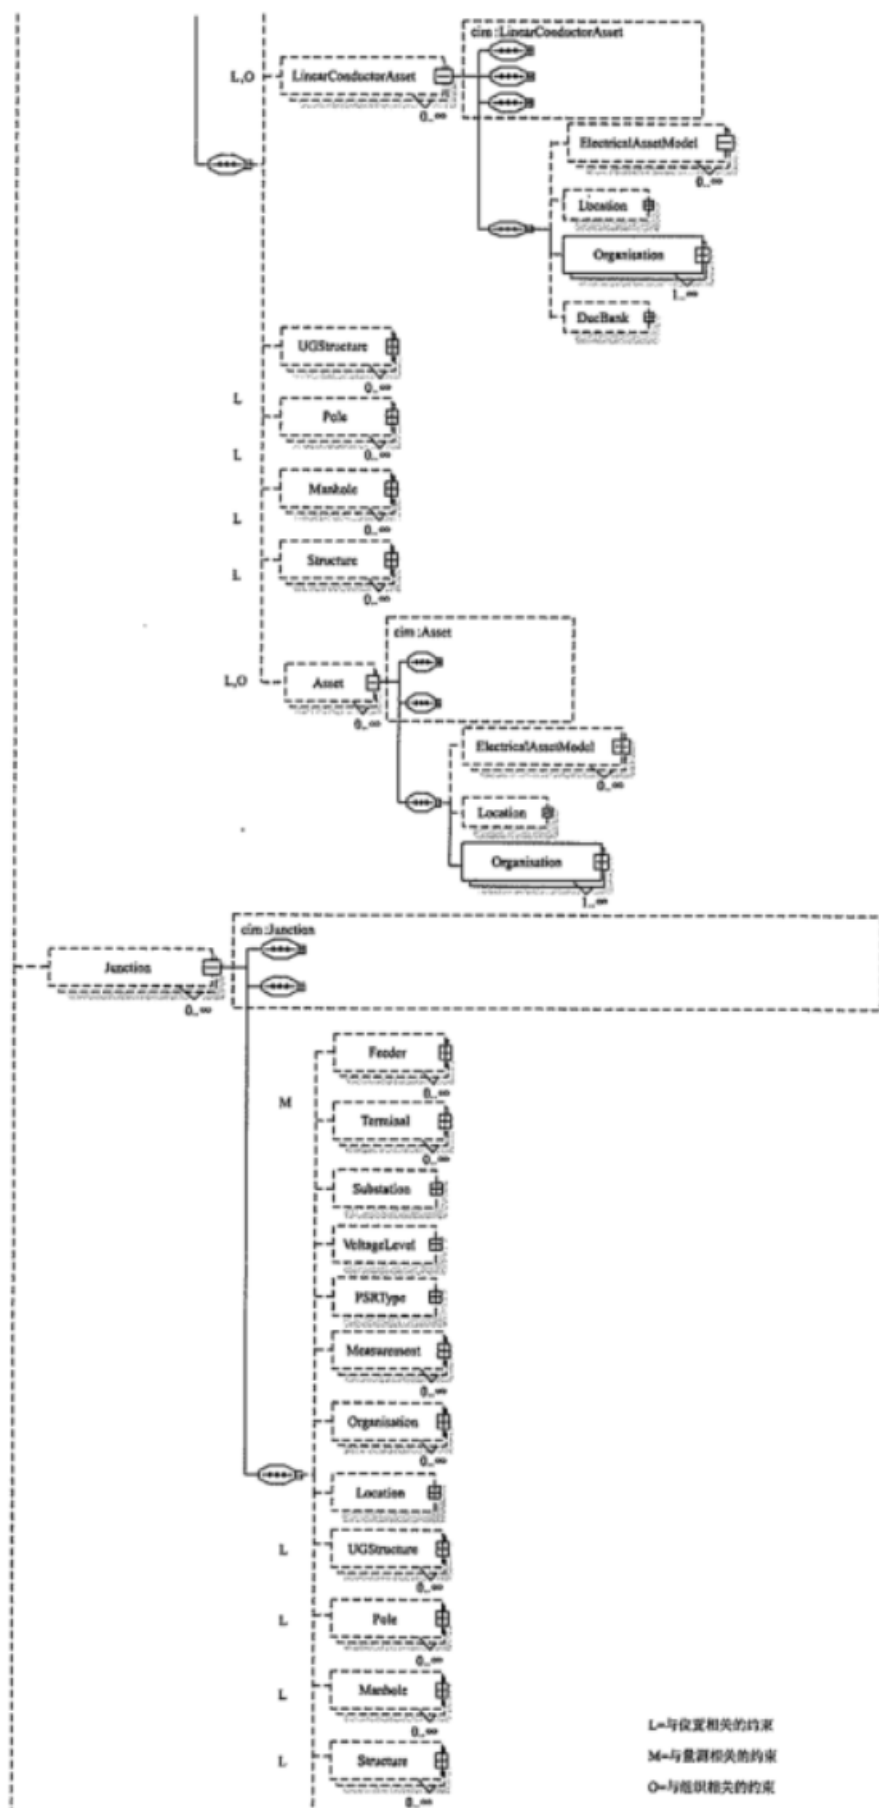 cim :LinearConductorAsset
L,O
LinearConductorAsset
0..∞
ElectricalAssetModel
0..∞
Location
Organisation
1..∞
DucBank
UGStructure
0..∞
L
Pole
0..∞
L
Manhole
0..∞
L
Structure
0..∞
L
cim :Asset
L,O
Asset
0..∞
ElectricalAssetModel
0..∞
Location
Organisation
1..∞
cim :Junction
Junction
0..∞
Feeder
0..∞
M
Terminal
0..∞
Substation
VoltageLevel
PSRType
Measurement
0..∞
Organisation
0..∞
Location
L
UGStructure
0..∞
L
Pole
0..∞
L
Manhole
0..∞
L
Structure
0..∞
L=与位置相关的约束
M=与量测相关的约束
O=与组织相关的约束